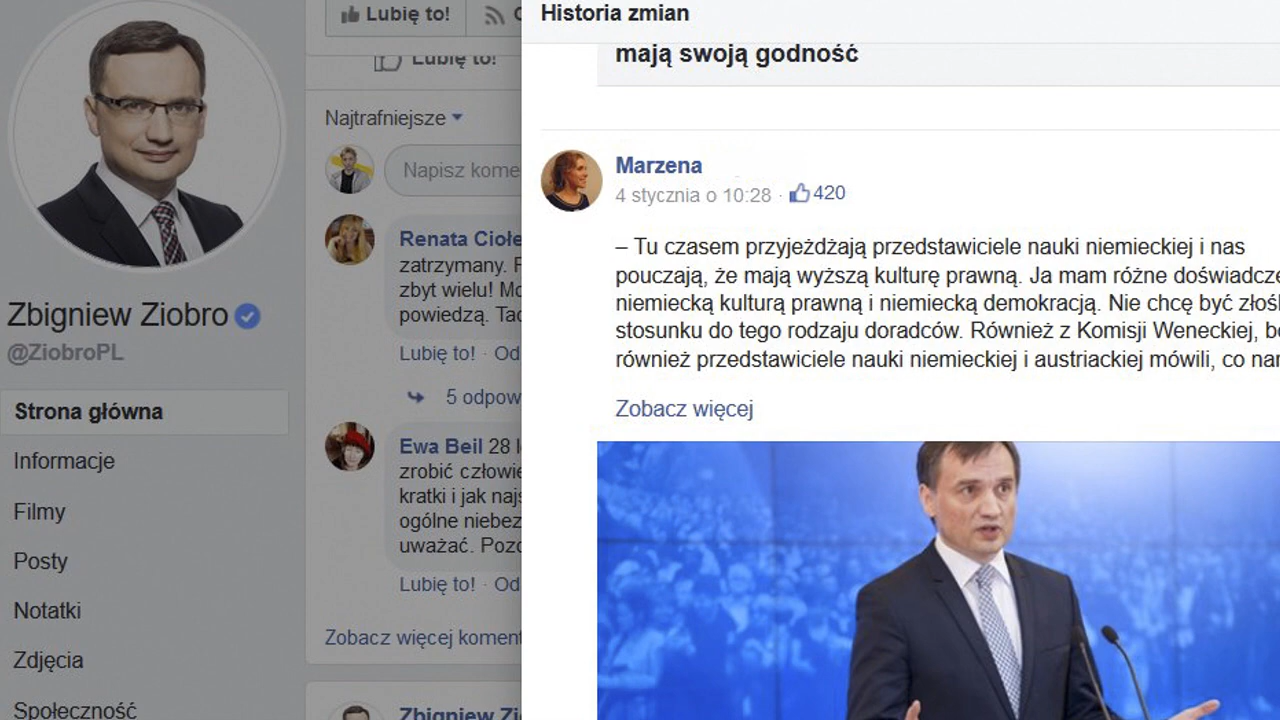 Zbigniew Ziobro
@ZiobroPL
Strona główna
Informacje
Filmy
Posty
Notatki
Zdjęcia
Społeczność
Lubię to!
Lubię to!
Najtrafniejsze
Napisz kome
Renata Ciołe
zatrzymany.
zbyt wielu!
powiedzą.
Lubię to! · Od
5 odpow
Ewa Beil 28
zrobić człowie
kratki i jak najs
ogólne niebez
uważać. Pozd
Lubię to! · Od
Zobacz więcej koment
Zbigniew Zi
Historia zmian
mają swoją godność
Marzena
4 stycznia o 10:28 · 420
– Tu czasem przyjeżdżają przedstawiciele nauki niemieckiej i nas
pouczają, że mają wyższą kulturę prawną. Ja mam różne doświadcze
niemiecką kulturą prawną i niemiecką demokracją. Nie chcę być złośl
stosunku do tego rodzaju doradców. Również z Komisji Weneckiej, bo
również przedstawiciele nauki niemieckiej i austriackiej mówili, co nam
Zobacz więcej